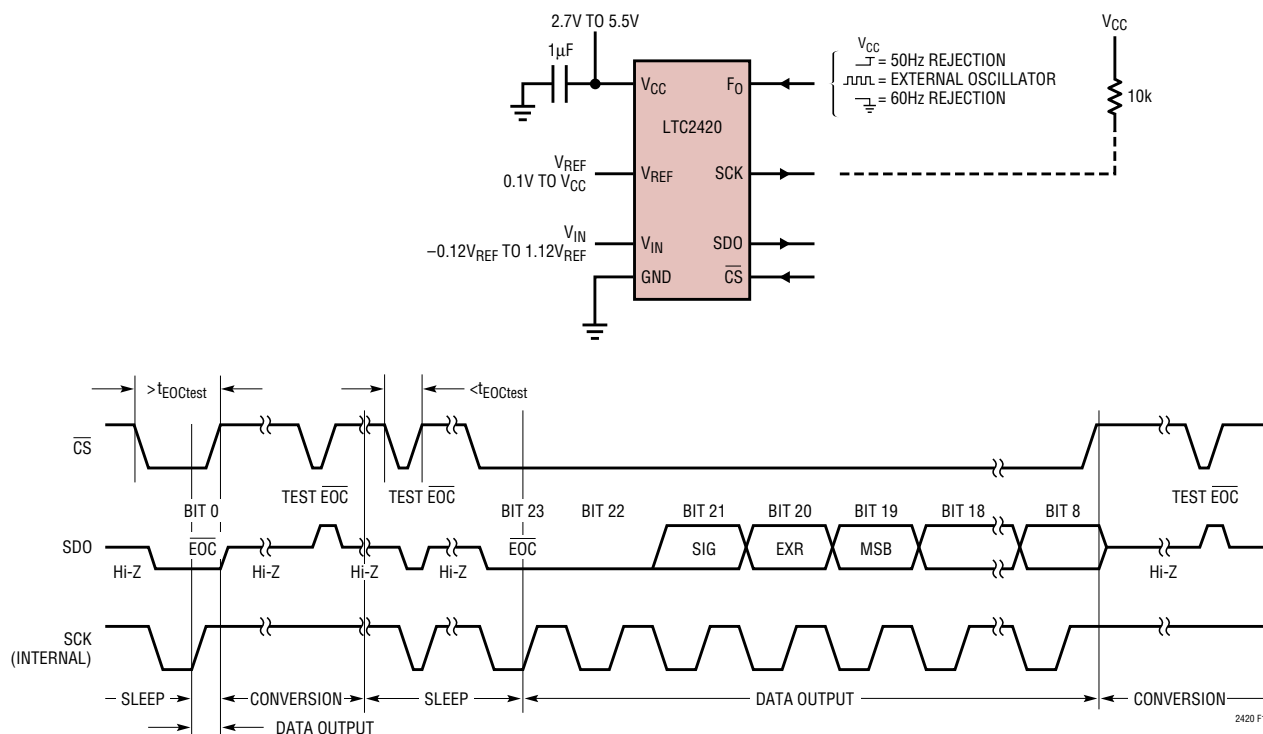 2.7V TO 5.5V
1µF
VCC
FO
LTC2420
VREF
SCK
VIN
SDO
GND
CS
VREF
0.1V TO VCC
VIN
–0.12VREF TO 1.12VREF
VCC
= 50Hz REJECTION
= EXTERNAL OSCILLATOR
= 60Hz REJECTION
VCC
10k
>tEOCtest
<tEOCtest
CS
TEST EOC
TEST EOC
TEST EOC
BIT 0
BIT 23
BIT 22
BIT 21
BIT 20
BIT 19
BIT 18
BIT 8
SDO
EOC
EOC
SIG
EXR
MSB
Hi-Z
Hi-Z
Hi-Z
Hi-Z
Hi-Z
SCK
(INTERNAL)
SLEEP
CONVERSION
SLEEP
DATA OUTPUT
CONVERSION
DATA OUTPUT